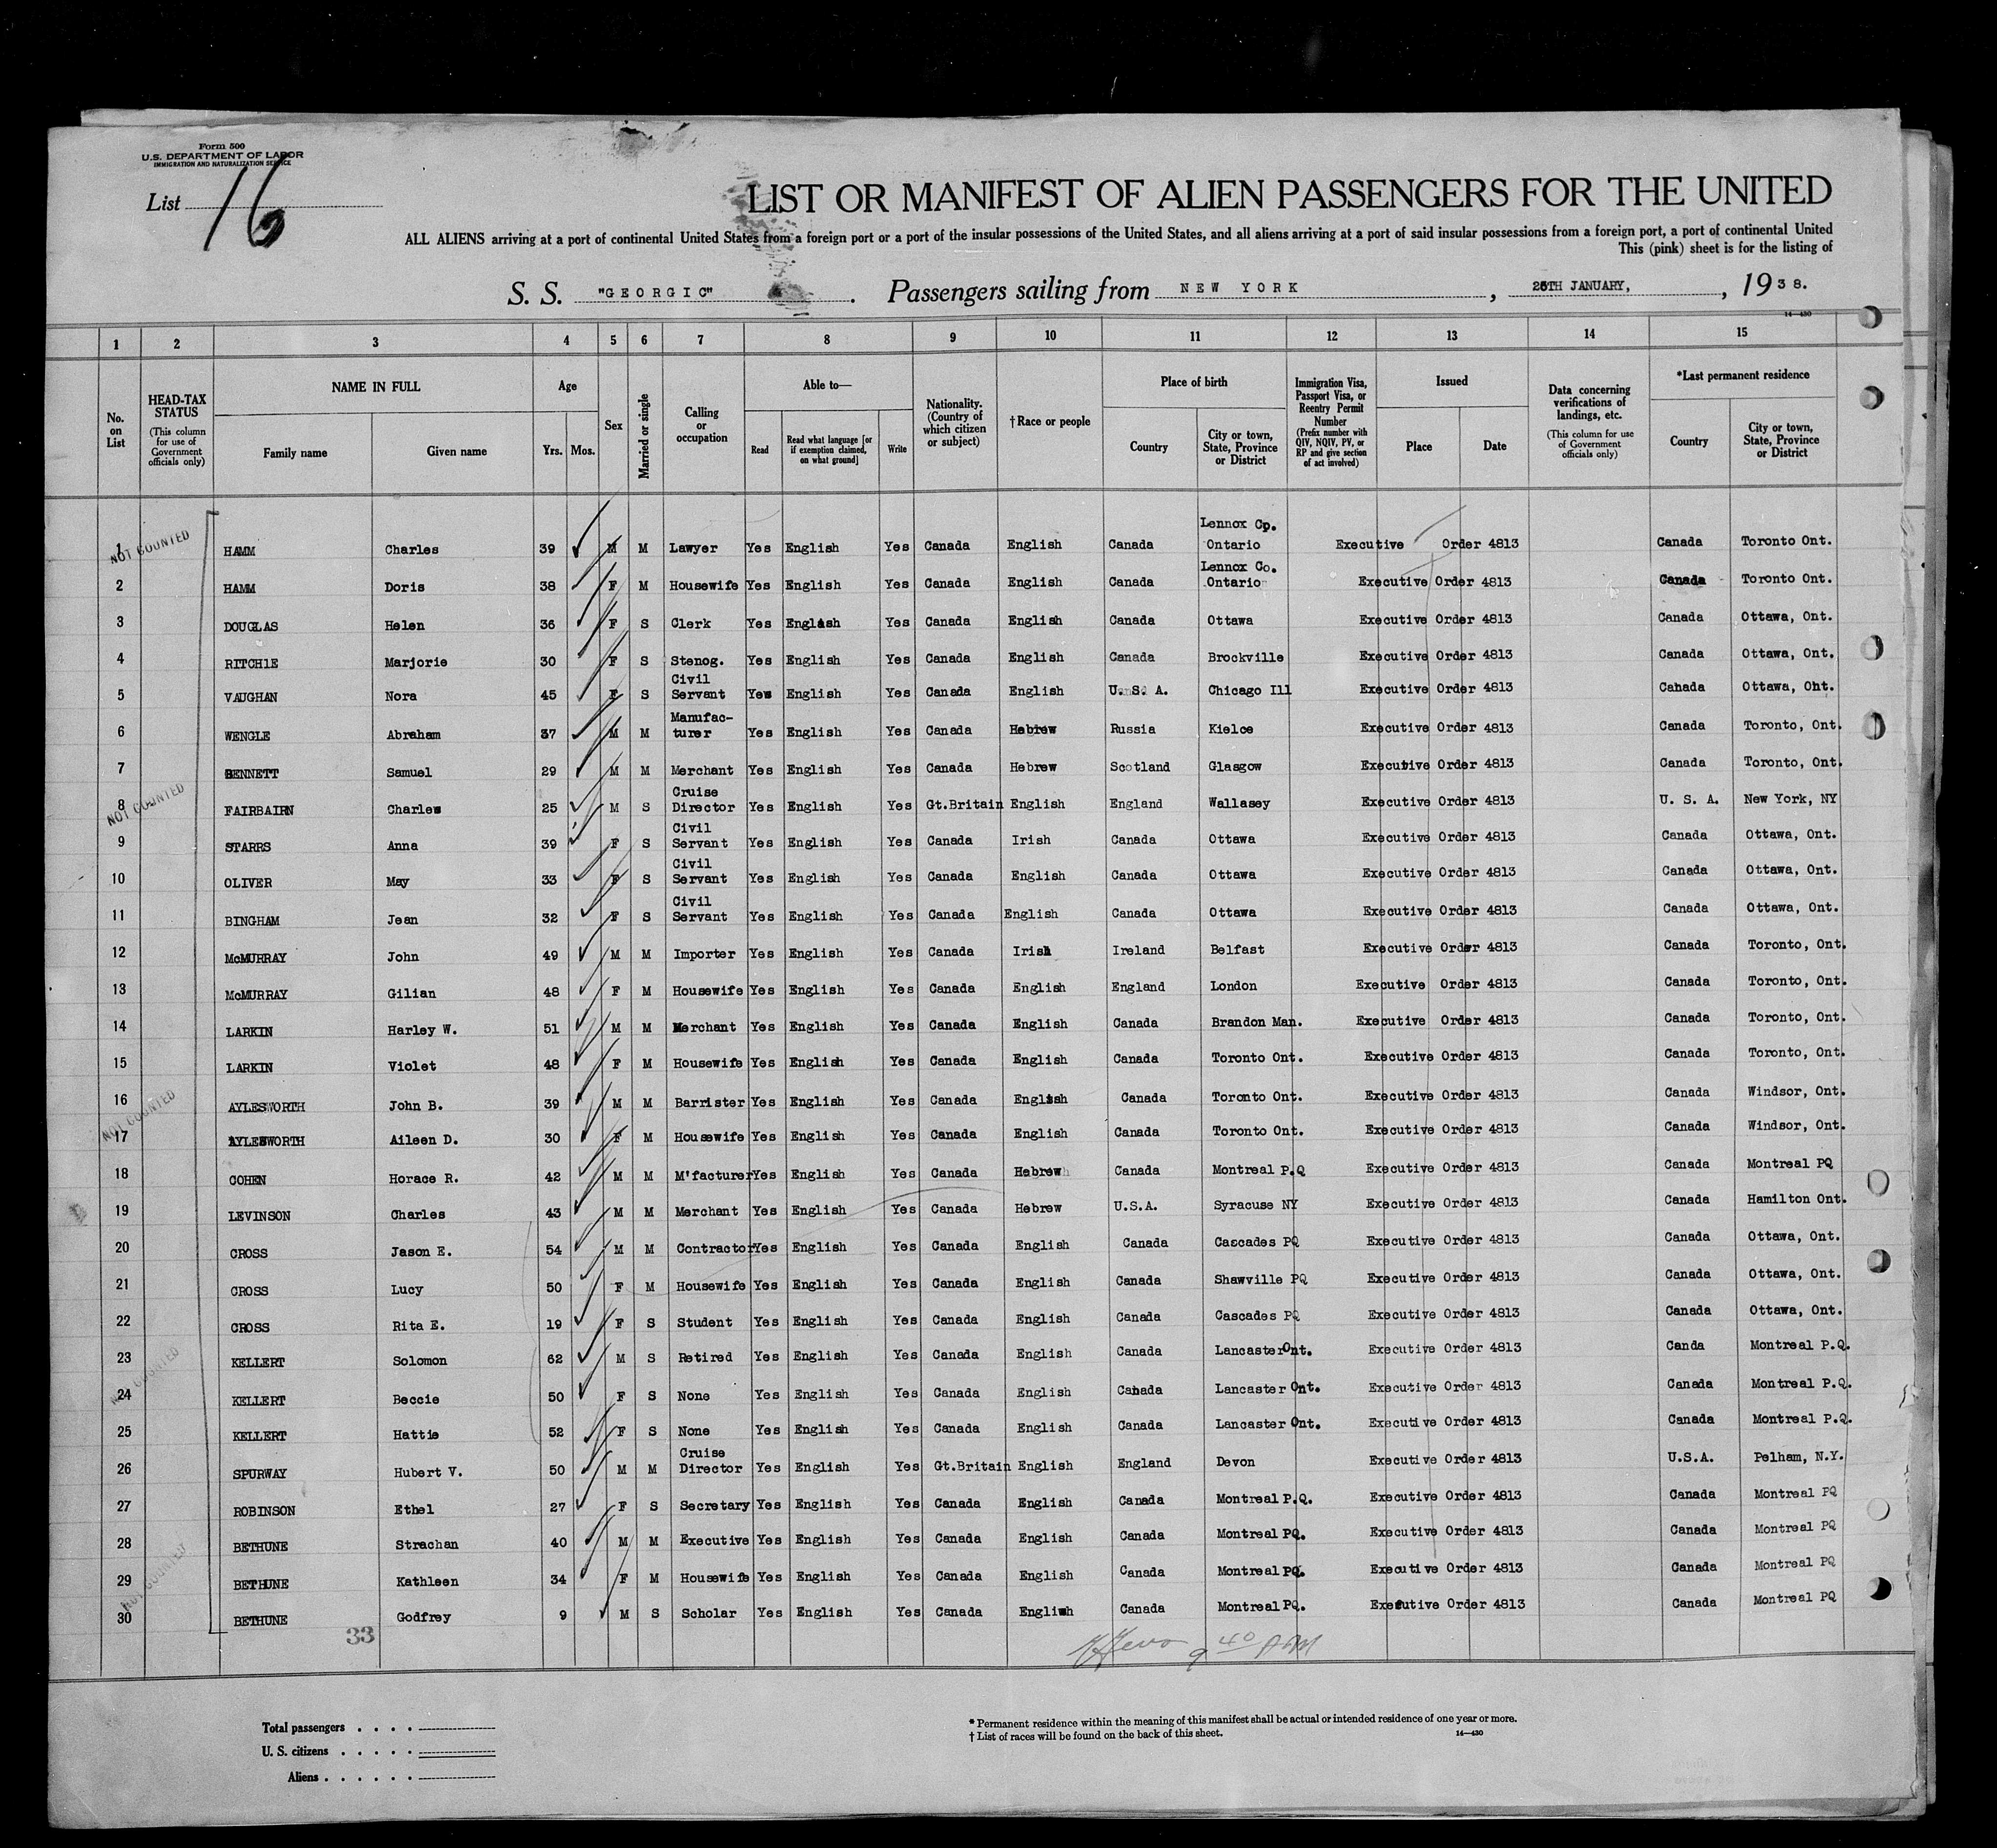 Form 500
U.S. DEPARTMENT OF LABOR
IMMIGRATION AND NATURALIZATION SERVICE
List 16
LIST OR MANIFEST OF ALIEN PASSENGERS FOR THE UNITED
ALL ALIENS arriving at a port of continental United States from a foreign port or a port of the insular possessions of the United States, and all aliens arriving at a port of said insular possessions from a foreign port, a port of continental United
This (pink) sheet is for the listing of
S. S. "GEORGIC". Passengers sailing from NEW YORK, 25TH JANUARY, 1938.
14—430
1 2 3 4 5 6 7 8 9 10 11 12 13 14 15
No. on List
HEAD-TAX STATUS (This column for use of Government officials only)
NAME IN FULL Family name Given name
Age Yrs. Mos.
Sex
Married or single
Calling or occupation
Able to— Read Read what language [or if exemption claimed, on what ground] Write
Nationality. (Country of which citizen or subject)
†Race or people
Place of birth Country City or town, State, Province or District
Immigration Visa, Passport Visa, or Reentry Permit Number (Prefix number with QIV, NQIV, PV, or RP and give section of act involved)
Issued Place Date
Data concerning verifications of landings, etc. (This column for use of Government officials only)
*Last permanent residence Country City or town, State, Province or District
NOT COUNTED
1 HAMM Charles 39 M M Lawyer Yes English Yes Canada English Canada Lennox Co. Ontario Executive Order 4813 Canada Toronto Ont.
2 HAMM Doris 38 F M Housewife Yes English Yes Canada English Canada Lennox Co. Ontario Executive Order 4813 Canada Toronto Ont.
3 DOUGLAS Helen 36 F S Clerk Yes English Yes Canada English Canada Ottawa Executive Order 4813 Canada Ottawa, Ont.
4 RITCHIE Marjorie 30 F S Stenog. Yes English Yes Canada English Canada Brockville Executive Order 4813 Canada Ottawa, Ont.
5 VAUGHAN Nora 45 F S Civil Servant Yes English Yes Canada English U. S. A. Chicago Ill Executive Order 4813 Canada Ottawa, Ont.
6 WENGLE Abraham 37 M M Manufac- turer Yes English Yes Canada Hebrew Russia Kielce Executive Order 4813 Canada Toronto, Ont.
7 BENNETT Samuel 29 M M Merchant Yes English Yes Canada Hebrew Scotland Glasgow Executive Order 4813 Canada Toronto, Ont.
NOT COUNTED
8 FAIRBAIRN Charles 25 M S Cruise Director Yes English Yes Gt.Britain English England Wallasey Executive Order 4813 U. S. A. New York, NY
9 STARRS Anna 39 F S Civil Servant Yes English Yes Canada Irish Canada Ottawa Executive Order 4813 Canada Ottawa, Ont.
10 OLIVER May 33 F S Civil Servant Yes English Yes Canada English Canada Ottawa Executive Order 4813 Canada Ottawa, Ont.
11 BINGHAM Jean 32 F S Civil Servant Yes English Yes Canada English Canada Ottawa Executive Order 4813 Canada Ottawa, Ont.
12 McMURRAY John 49 M M Importer Yes English Yes Canada Irish Ireland Belfast Executive Order 4813 Canada Toronto, Ont.
13 McMURRAY Gilian 48 F M Housewife Yes English Yes Canada English England London Executive Order 4813 Canada Toronto, Ont.
14 LARKIN Harley W. 51 M M Merchant Yes English Yes Canada English Canada Brandon Man. Executive Order 4813 Canada Toronto, Ont.
15 LARKIN Violet 48 F M Housewife Yes English Yes Canada English Canada Toronto Ont. Executive Order 4813 Canada Toronto, Ont.
16 AYLESWORTH John B. 39 M M Barrister Yes English Yes Canada English Canada Toronto Ont. Executive Order 4813 Canada Windsor, Ont.
NOT COUNTED
17 AYLESWORTH Aileen D. 30 F M Housewife Yes English Yes Canada English Canada Toronto Ont. Executive Order 4813 Canada Windsor, Ont.
18 COHEN Horace R. 42 M M M'facturer Yes English Yes Canada Hebrew Canada Montreal P.Q Executive Order 4813 Canada Montreal PQ
19 LEVINSON Charles 43 M M Merchant Yes English Yes Canada Hebrew U.S.A. Syracuse NY Executive Order 4813 Canada Hamilton Ont.
20 CROSS Jason E. 54 M M Contractor Yes English Yes Canada English Canada Cascades PQ Executive Order 4813 Canada Ottawa, Ont.
21 CROSS Lucy 50 F M Housewife Yes English Yes Canada English Canada Shawville PQ Executive Order 4813 Canada Ottawa, Ont.
22 CROSS Rita E. 19 F S Student Yes English Yes Canada English Canada Cascades PQ Executive Order 4813 Canada Ottawa, Ont.
23 KELLERT Solomon 62 M S Retired Yes English Yes Canada English Canada Lancaster Ont. Executive Order 4813 Canda Montreal P.Q.
NOT COUNTED
24 KELLERT Beccie 50 F S None Yes English Yes Canada English Canada Lancaster Ont. Executive Order 4813 Canada Montreal P.Q.
25 KELLERT Hattie 52 F S None Yes English Yes Canada English Canada Lancaster Ont. Executive Order 4813 Canada Montreal P.Q.
26 SPURWAY Hubert V. 50 M M Cruise Director Yes English Yes Gt.Britain English England Devon Executive Order 4813 U.S.A. Pelham, N.Y.
27 ROBINSON Ethel 27 F S Secretary Yes English Yes Canada English Canada Montreal P.Q. Executive Order 4813 Canada Montreal PQ
28 BETHUNE Strachan 40 M M Executive Yes English Yes Canada English Canada Montreal PQ. Executive Order 4813 Canada Montreal PQ
29 BETHUNE Kathleen 34 F M Housewife Yes English Yes Canada English Canada Montreal PQ. Executive Order 4813 Canada Montreal PQ
NOT COUNTED
30 BETHUNE Godfrey 9 M S Scholar Yes English Yes Canada English Canada Montreal PQ. Executive Order 4813 Canada Montreal PQ
33
9 40 AM
Total passengers . . . .
U. S. citizens . . . . .
Aliens . . . . . .
* Permanent residence within the meaning of this manifest shall be actual or intended residence of one year or more.
† List of races will be found on the back of this sheet.
14—430